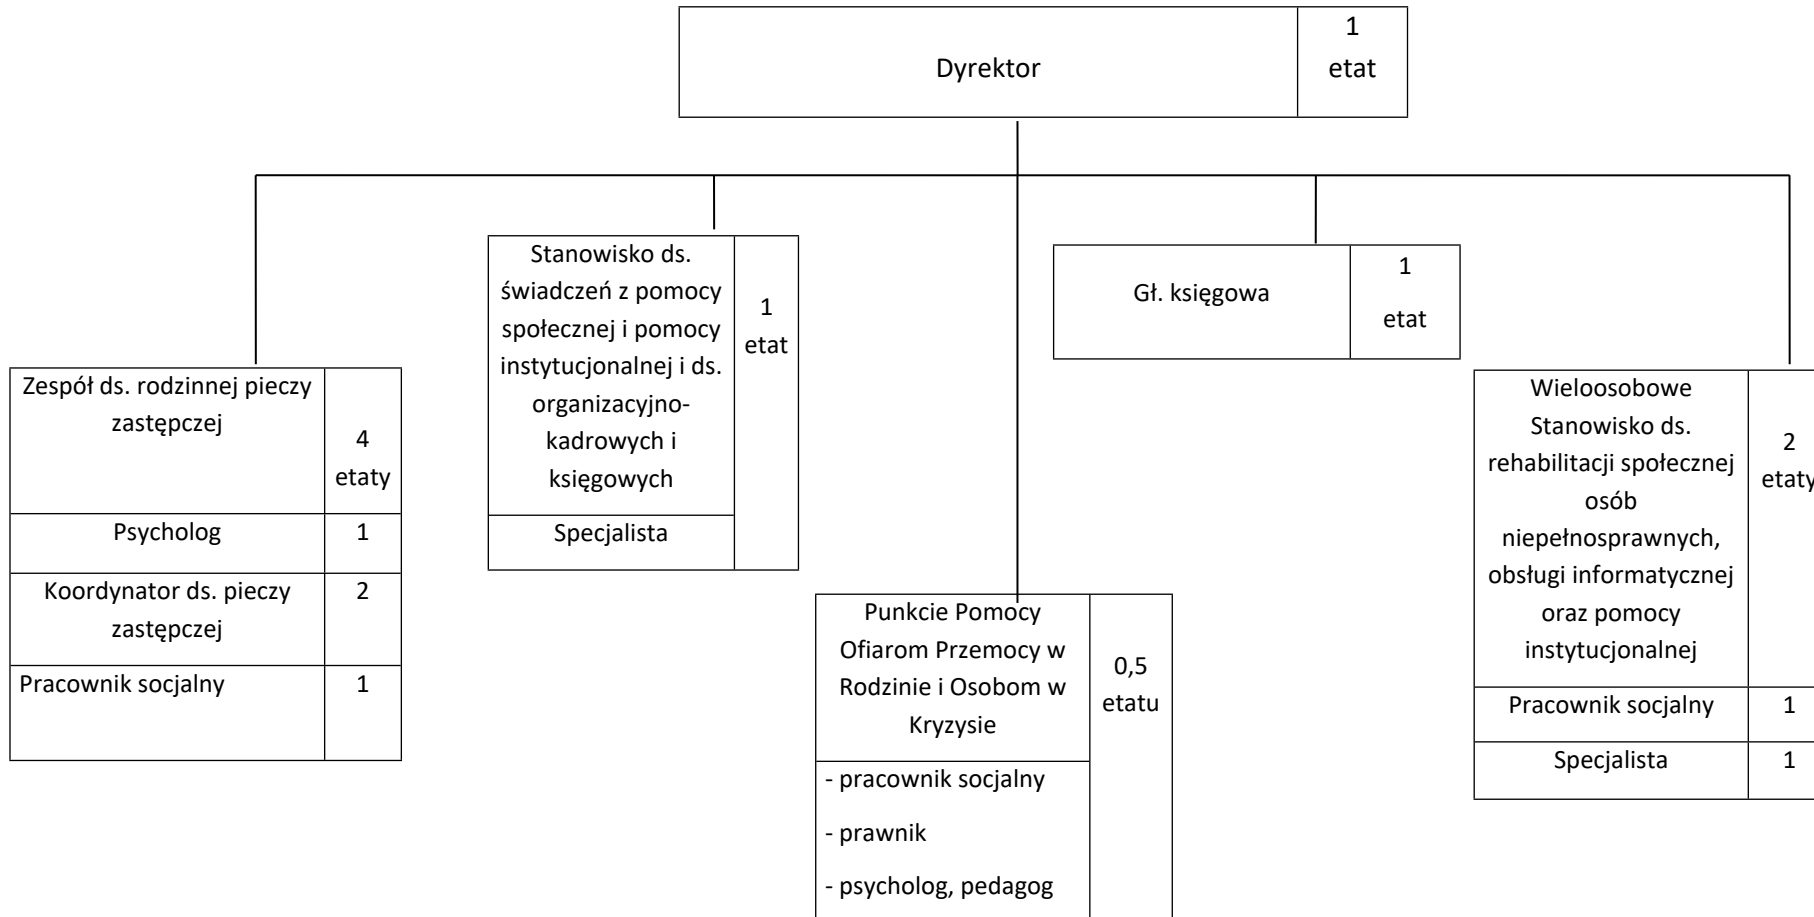 Dyrektor
1
etat
Stanowisko ds.
świadczeń z pomocy
społecznej i pomocy
instytucjonalnej i ds.
organizacyjno-
kadrowych i
księgowych
1
etat
Specjalista
Gł. księgowa
1
etat
Zespół ds. rodzinnej pieczy
zastępczej
4
etaty
Psycholog
1
Koordynator ds. pieczy
zastępczej
2
Pracownik socjalny
1
Punkcie Pomocy
Ofiarom Przemocy w
Rodzinie i Osobom w
Kryzysie
0,5
etatu
- pracownik socjalny
- prawnik
- psycholog, pedagog
Wieloosobowe
Stanowisko ds.
rehabilitacji społecznej
osób
niepełnosprawnych,
obsługi informatycznej
oraz pomocy
instytucjonalnej
2
etaty
Pracownik socjalny
1
Specjalista
1